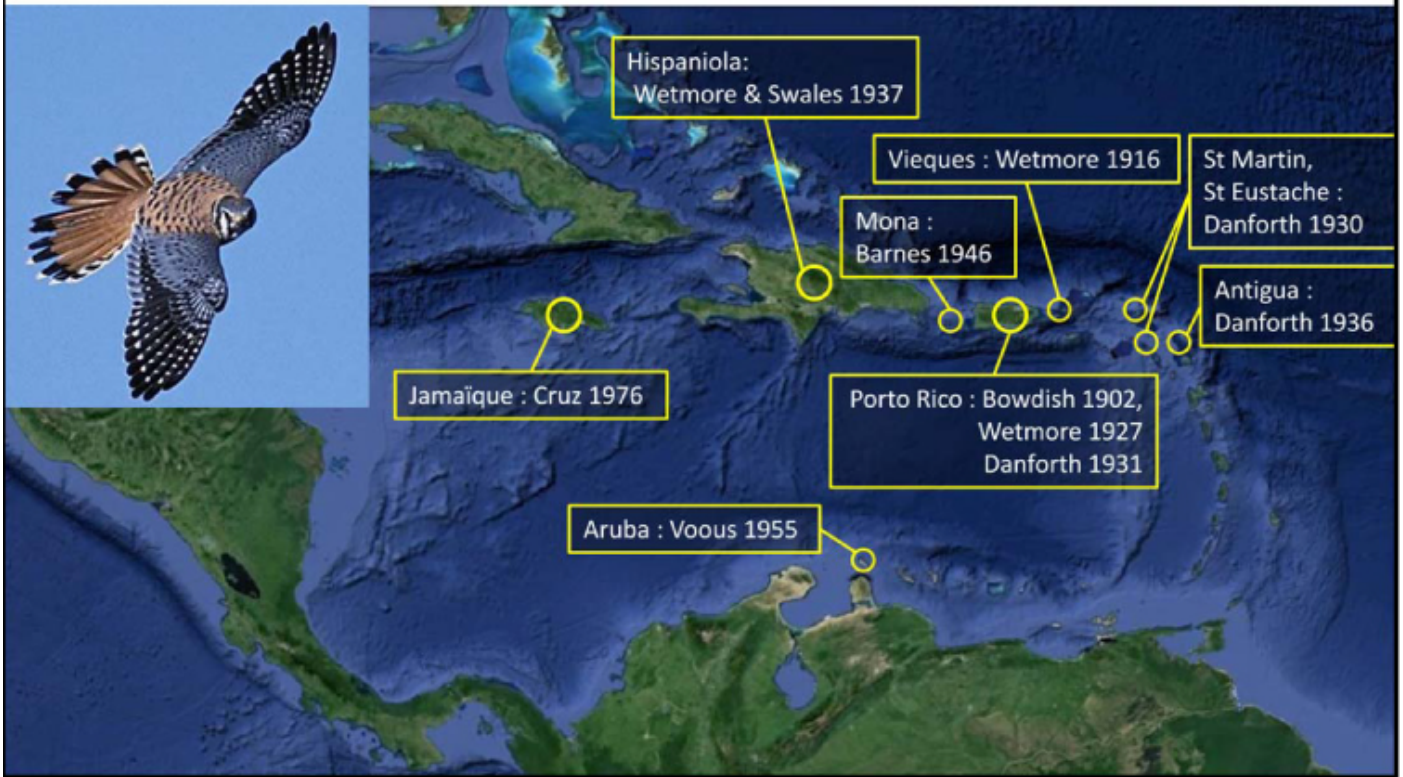 Hispaniola:
Wetmore & Swales 1937
Vieques : Wetmore 1916
St Martin,
St Eustache :
Danforth 1930
Mona :
Barnes 1946
Antigua :
Danforth 1936
Jamaïque : Cruz 1976
Porto Rico : Bowdish 1902,
Wetmore 1927
Danforth 1931
Aruba : Voous 1955